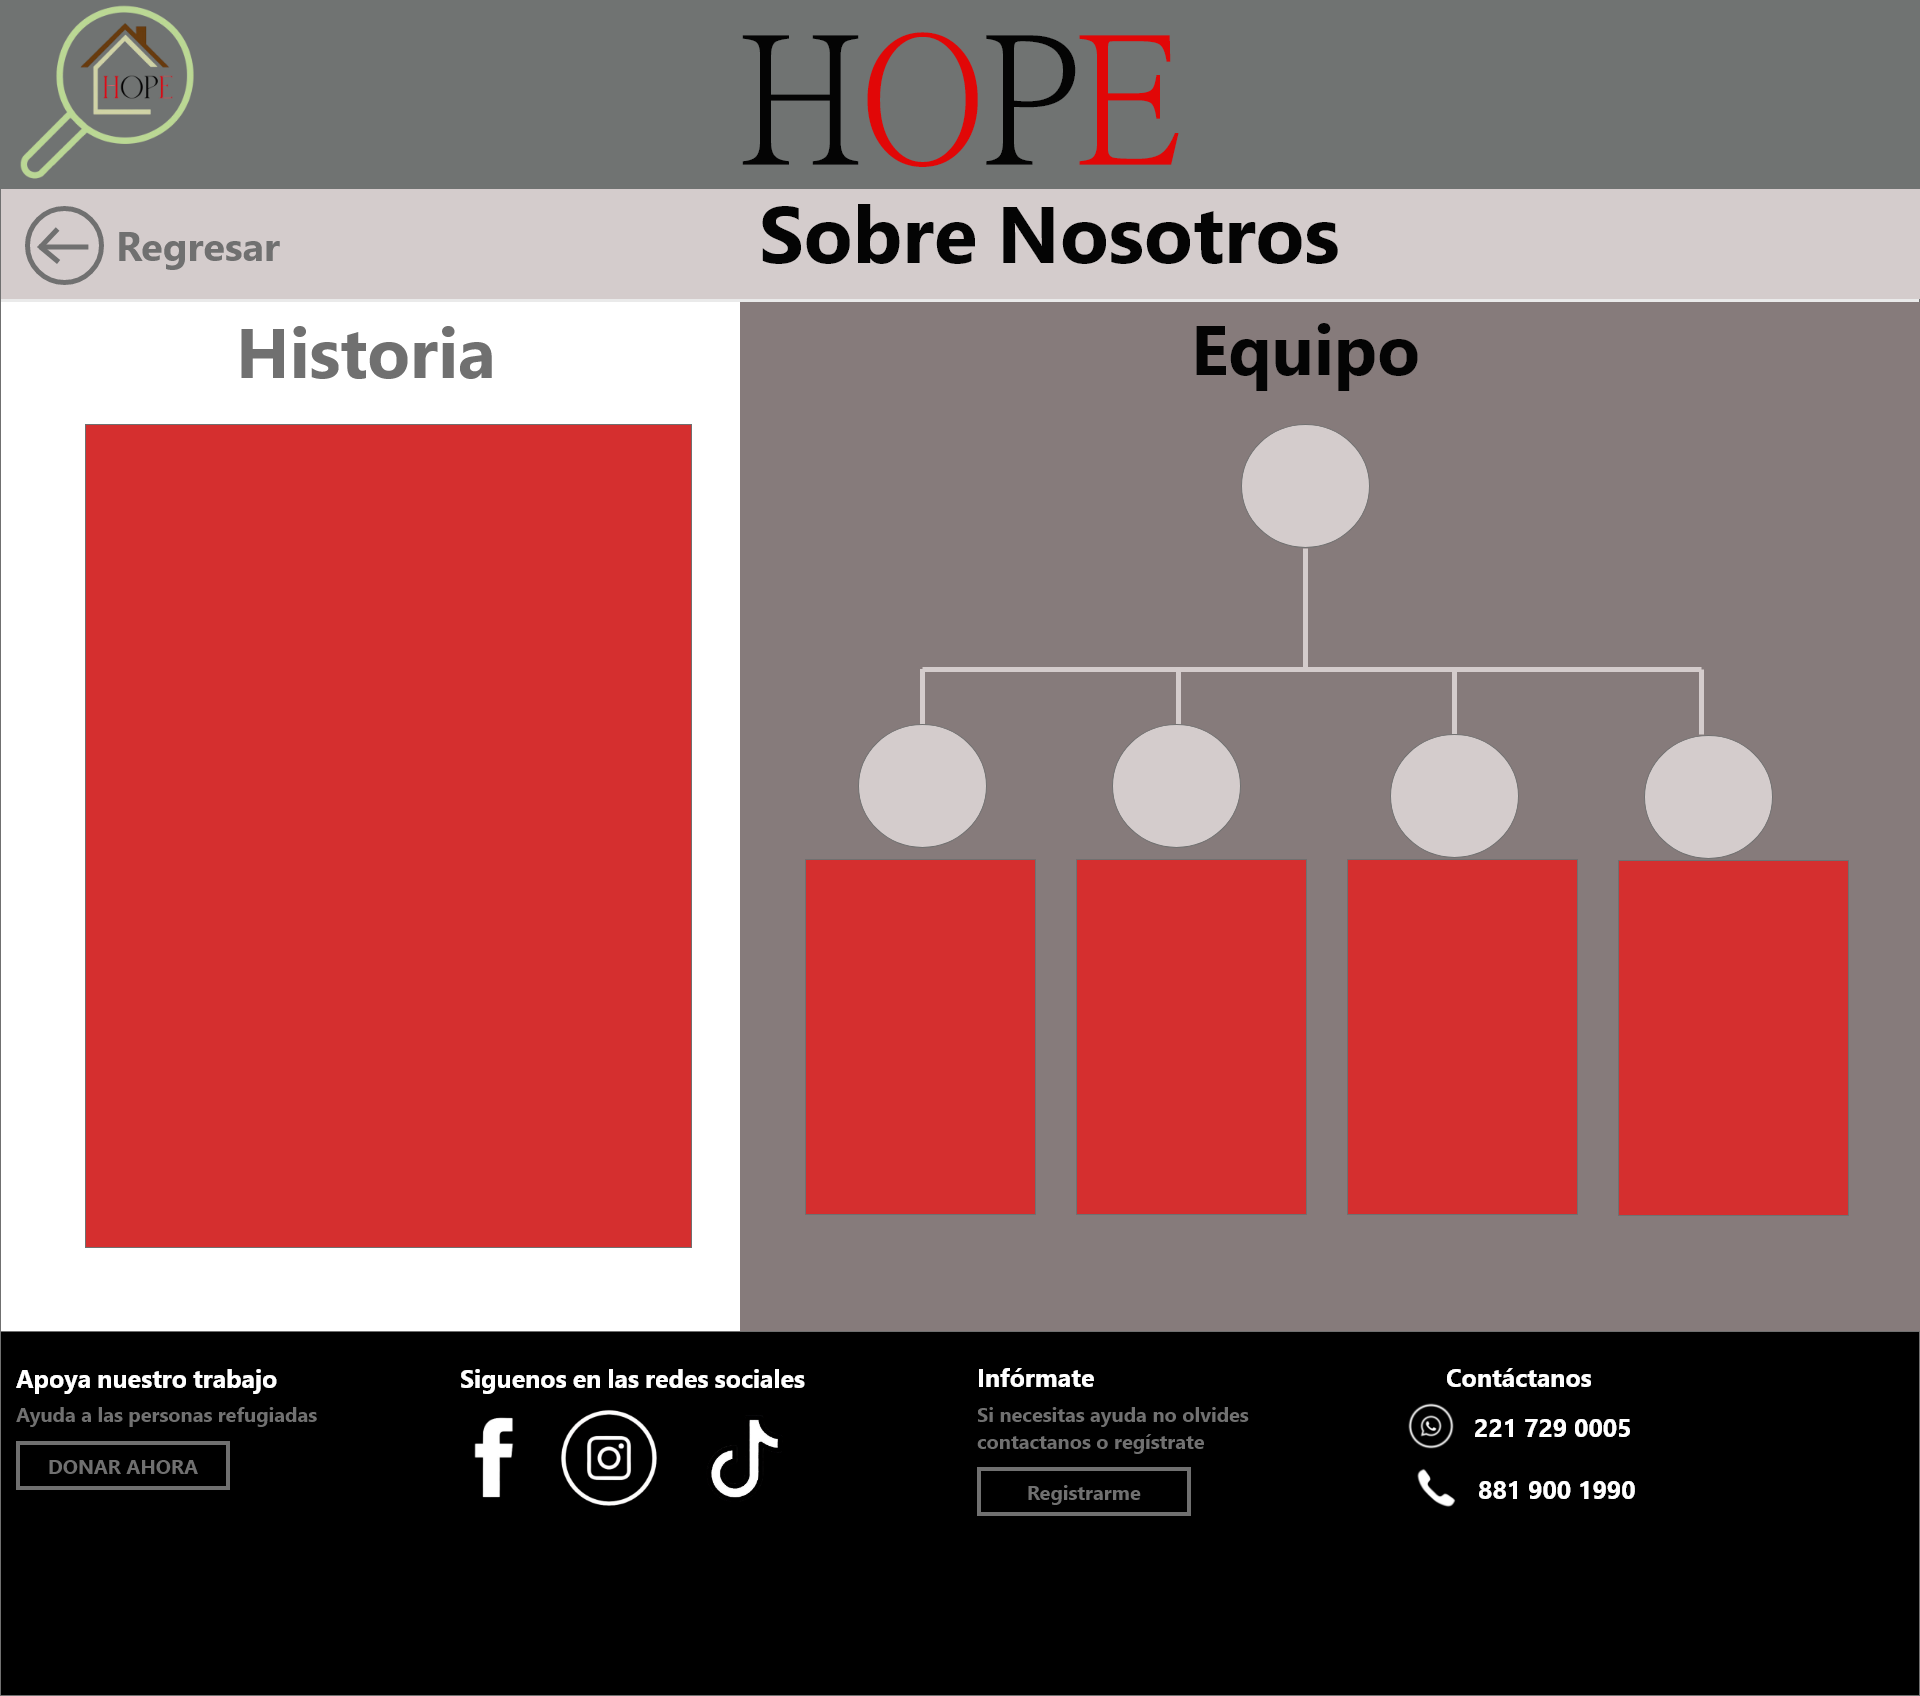 HOPE
HOPE
Regresar
Sobre Nosotros
Historia
Equipo
Apoya nuestro trabajo
Ayuda a las personas refugiadas
DONAR AHORA
Siguenos en las redes sociales
Infórmate
Si necesitas ayuda no olvides
contactanos o regístrate
Registrarme
Contáctanos
221 729 0005
881 900 1990